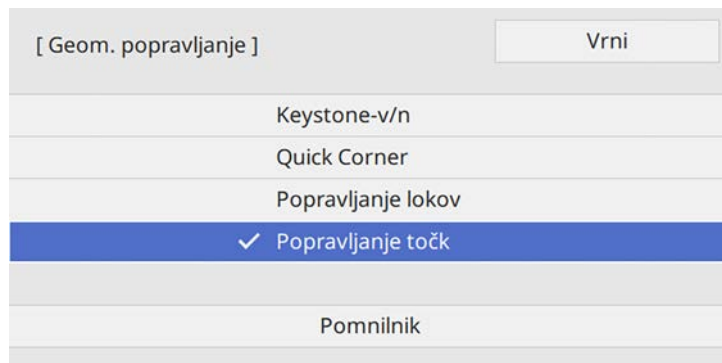 [ Geom. popravljanje ]
Vrni
Keystone-v/n
Quick Corner
Popravljanje lokov
Popravljanje točk
Pomnilnik